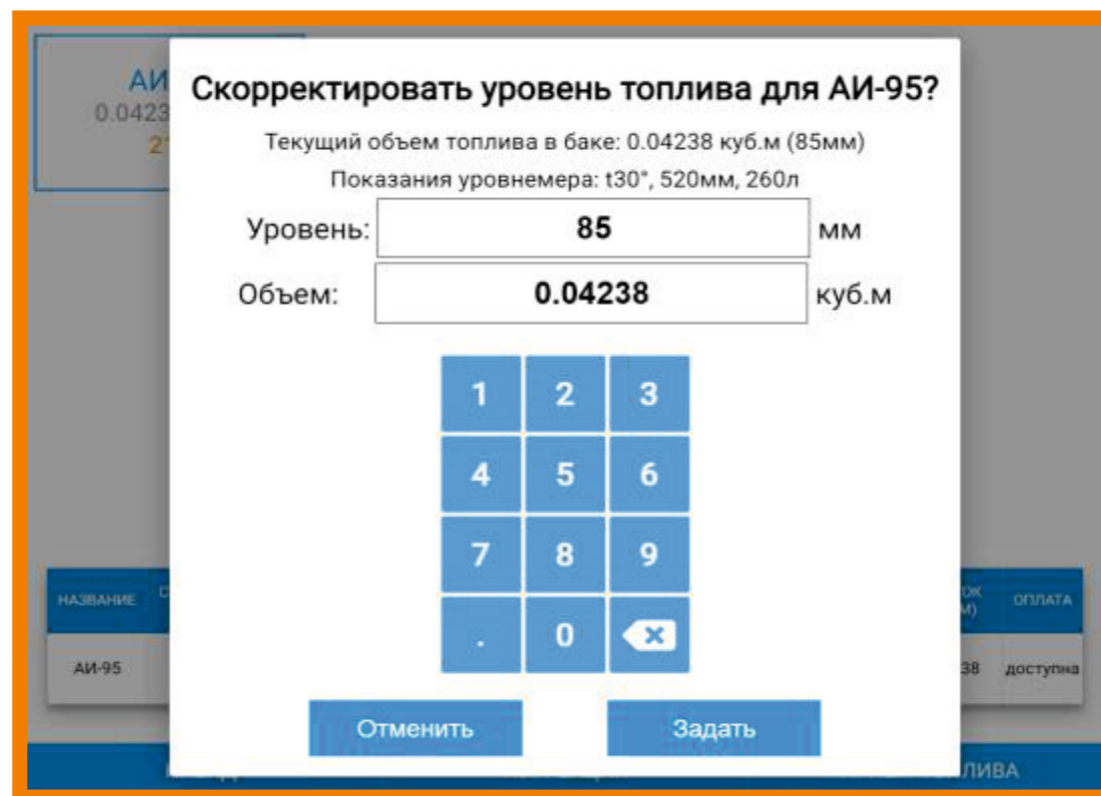 Скорректировать уровень топлива для АИ-95?
Текущий объем топлива в баке: 0.04238 куб.м (85мм)
Показания уровнемера: t30°, 520мм, 260л
Уровень: 85 мм
Объем: 0.04238 куб.м
1 2 3
4 5 6
7 8 9
. 0
НАЗВАНИЕ ОПЛАТА
АИ-95 доступна
Отменить Задать